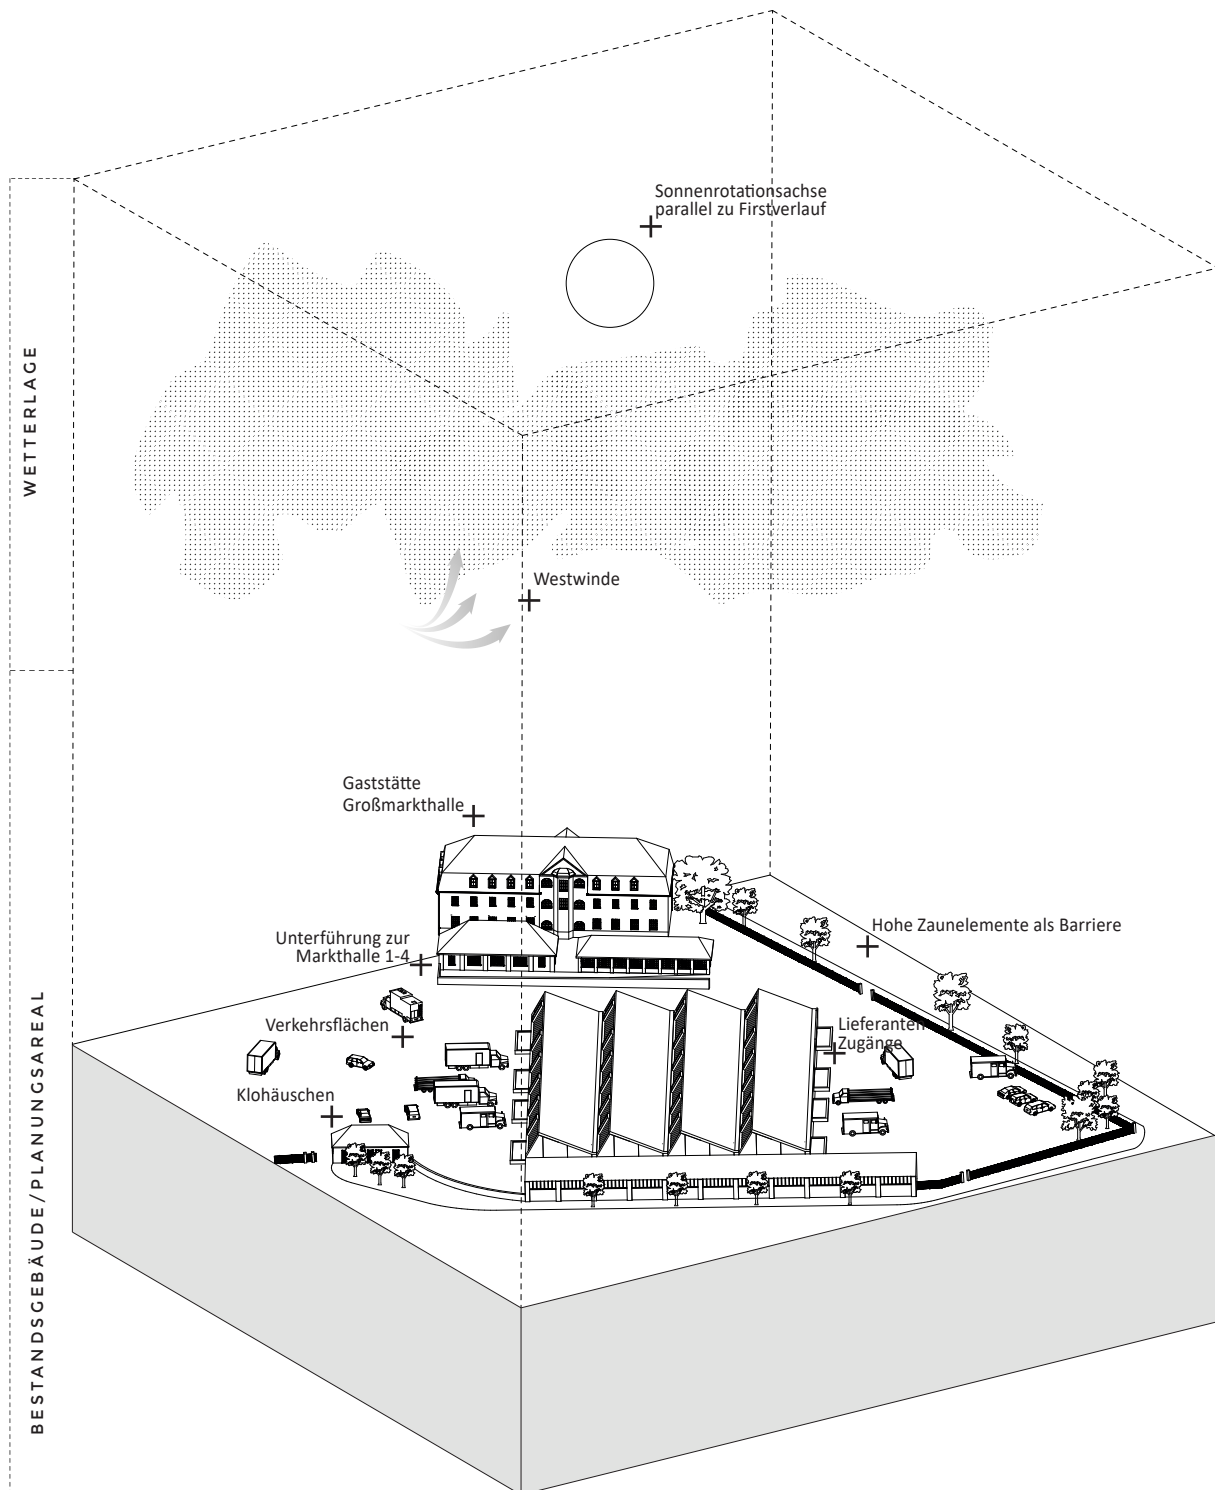 Sonnenrotationsachse
parallel zu Firstverlauf
WETTERLAGE
Westwinde
Gaststätte
Großmarkthalle
Hohe Zaunelemente als Barriere
Unterführung zur
Markthalle 1-4
Verkehrsflächen
Lieferanten
Zugänge
Klohäuschen
BESTANDSGEBÄUDE/PLANUNGSAREAL